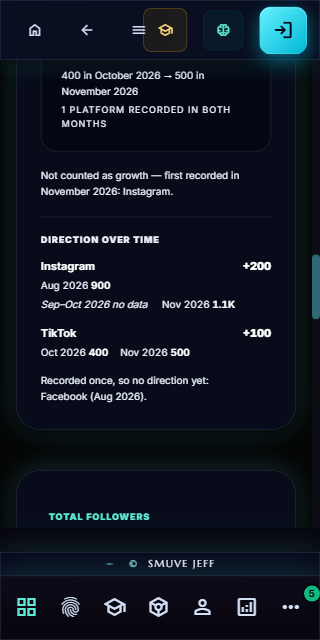 400 in October 2026 → 500 in
November 2026
1 PLATFORM RECORDED IN BOTH
MONTHS
Not counted as growth — first recorded in
November 2026: Instagram.
DIRECTION OVER TIME
Instagram +200
Aug 2026 900
Sep–Oct 2026 no data Nov 2026 1.1K
TikTok +100
Oct 2026 400 Nov 2026 500
Recorded once, so no direction yet:
Facebook (Aug 2026).
TOTAL FOLLOWERS
– © SMUVE JEFF
5